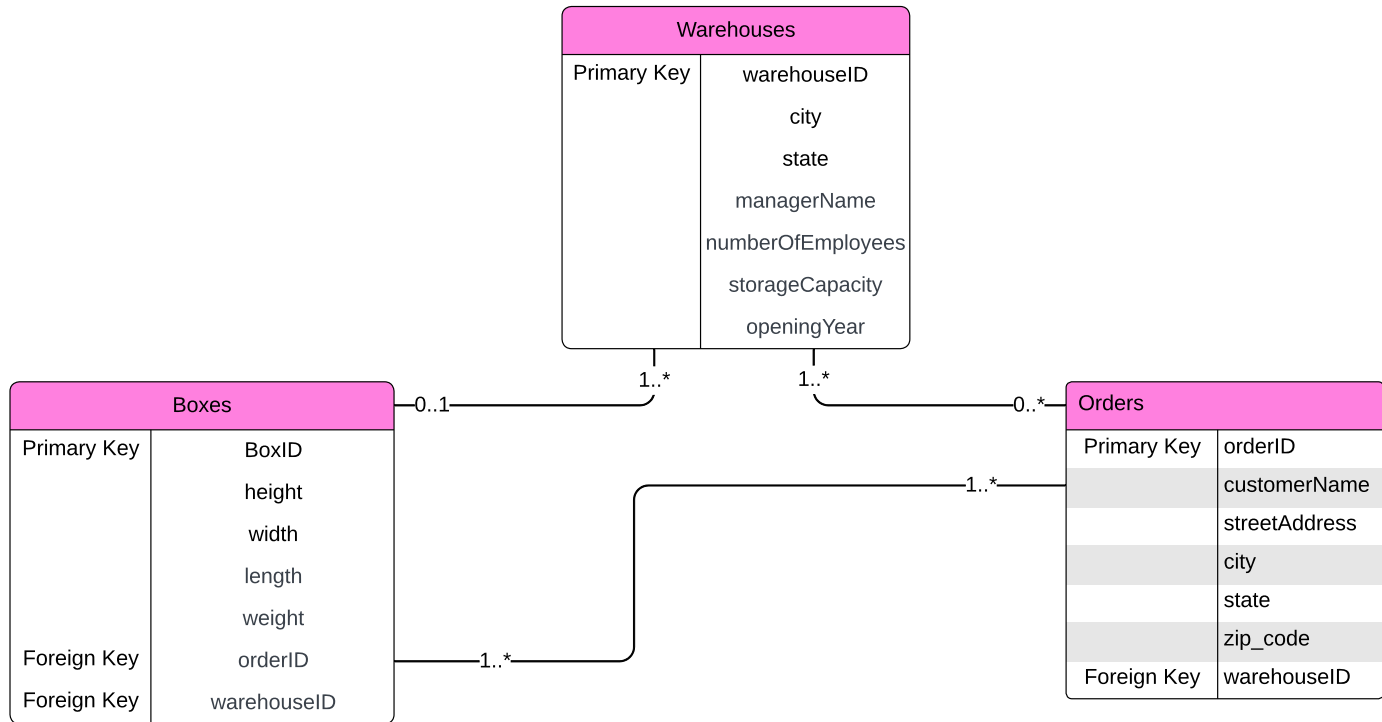 Warehouses
Primary Key warehouseID
city
state
managerName
numberOfEmployees
storageCapacity
openingYear
1..* 1..*
Boxes
0..1
0..*
Orders
Primary Key BoxID
height
width
length
weight
Foreign Key orderID
Foreign Key warehouseID
1..*
1..*
Primary Key orderID
customerName
streetAddress
city
state
zip_code
Foreign Key warehouseID